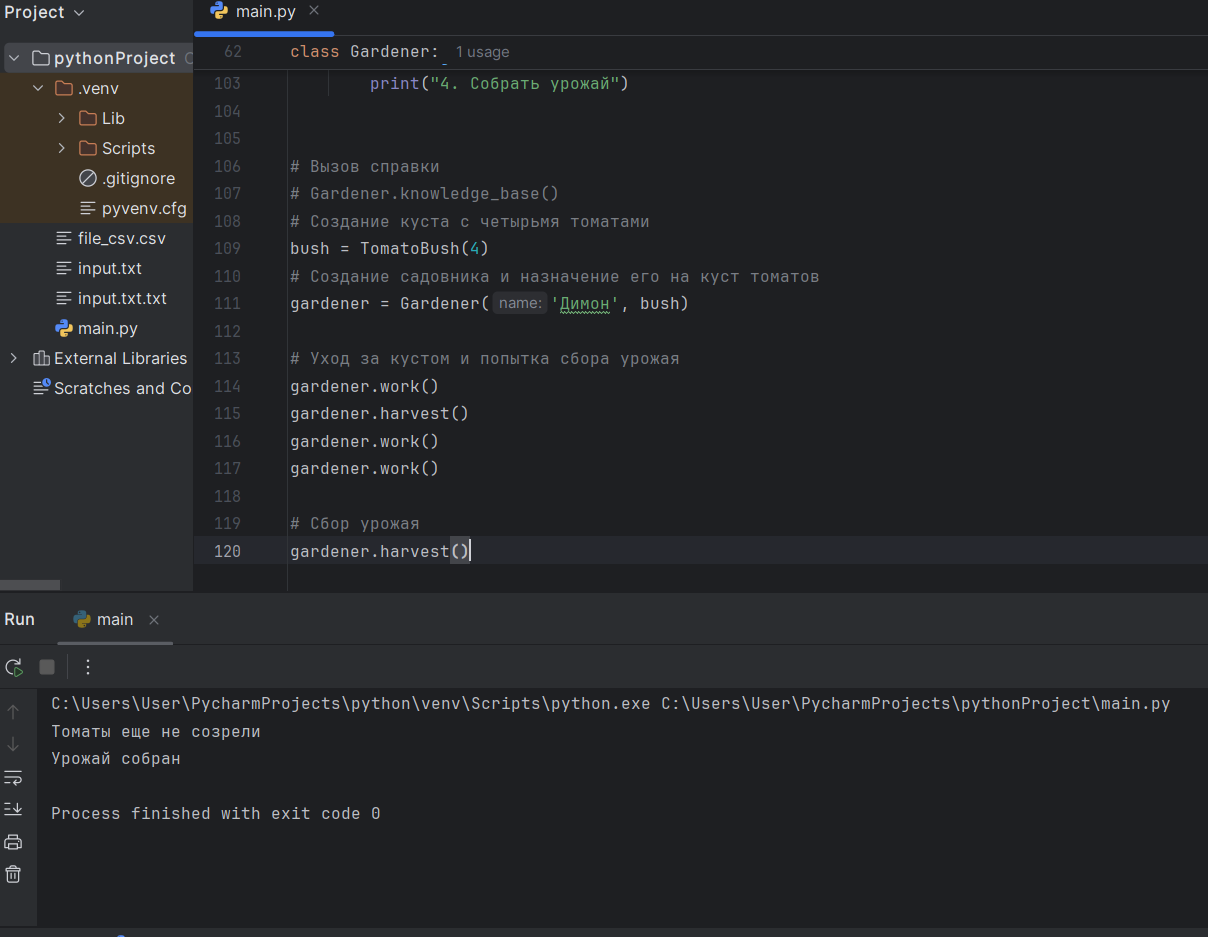 Project
main.py
pythonProject
.venv
Lib
Scripts
.gitignore
pyvenv.cfg
file_csv.csv
input.txt
input.txt.txt
main.py
External Libraries
Scratches and Co
62 class Gardener: 1 usage
103 print("4. Собрать урожай")
104
105
106 # Вызов справки
107 # Gardener.knowledge_base()
108 # Создание куста с четырьмя томатами
109 bush = TomatoBush(4)
110 # Создание садовника и назначение его на куст томатов
111 gardener = Gardener( name: 'Димон', bush)
112
113 # Уход за кустом и попытка сбора урожая
114 gardener.work()
115 gardener.harvest()
116 gardener.work()
117 gardener.work()
118
119 # Сбор урожая
120 gardener.harvest()
Run main
C:\Users\User\PycharmProjects\python\venv\Scripts\python.exe C:\Users\User\PycharmProjects\pythonProject\main.py
Томаты еще не созрели
Урожай собран
Process finished with exit code 0